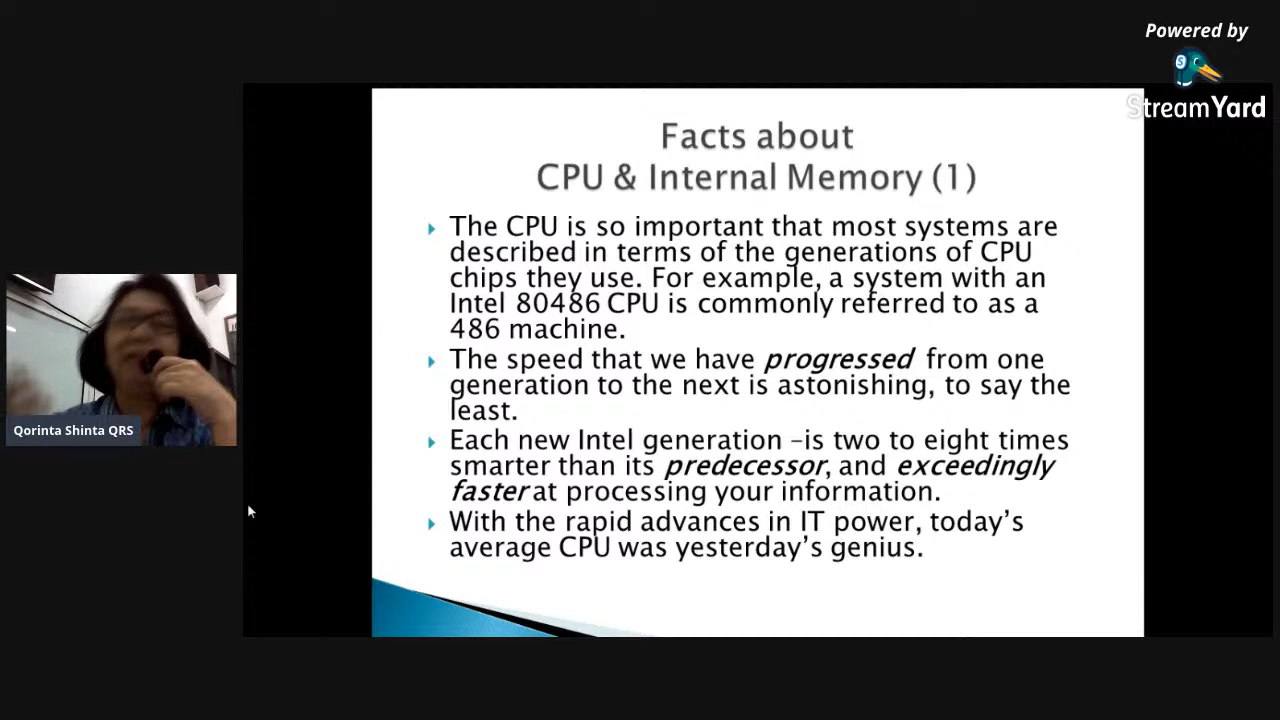 Powered by
StreamYard
Facts about
CPU & Internal Memory (1)
The CPU is so important that most systems are
described in terms of the generations of CPU
chips they use. For example, a system with an
Intel 80486 CPU is commonly referred to as a
486 machine.
The speed that we have progressed from one
generation to the next is astonishing, to say the
least.
Each new Intel generation –is two to eight times
smarter than its predecessor, and exceedingly
faster at processing your information.
With the rapid advances in IT power, today’s
average CPU was yesterday’s genius.
Qorinta Shinta QRS